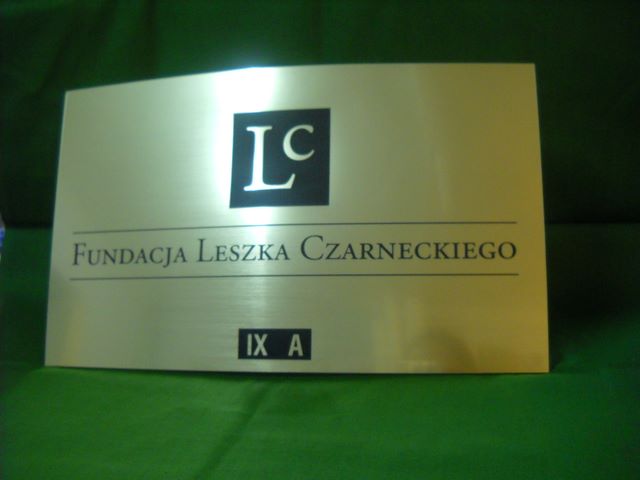 LC
FUNDACJA LESZKA CZARNECKIEGO
IX A